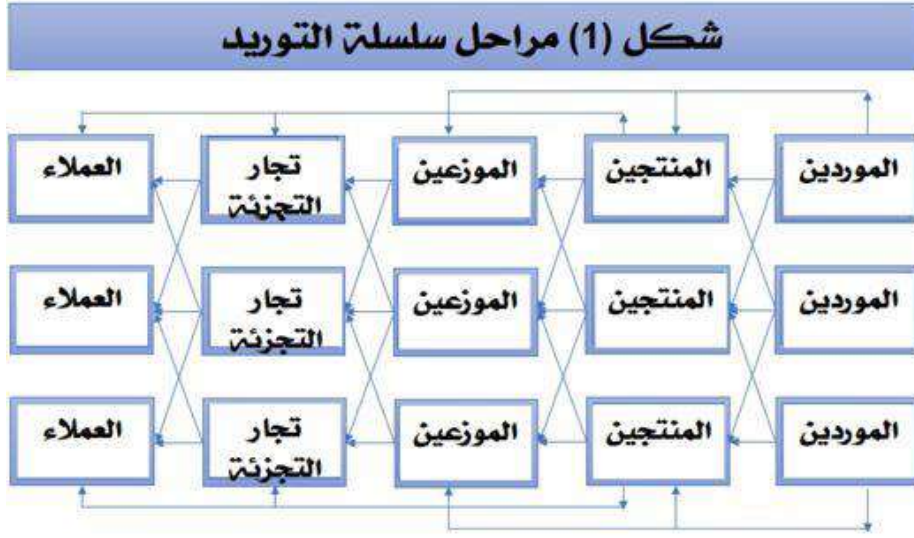 شكل (1) مراحل سلسلة التوريد
الموردين
المنتجين
الموزعين
تجار
التجزئة
العملاء
الموردين
المنتجين
الموزعين
تجار
التجزئة
العملاء
الموردين
المنتجين
الموزعين
تجار
التجزئة
العملاء